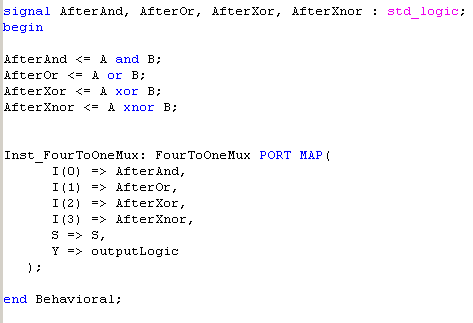 signal AfterAnd, AfterOr, AfterXor, AfterXnor : std_logic;
begin
AfterAnd <= A and B;
AfterOr <= A or B;
AfterXor <= A xor B;
AfterXnor <= A xnor B;
Inst_FourToOneMux: FourToOneMux PORT MAP(
I(0) => AfterAnd,
I(1) => AfterOr,
I(2) => AfterXor,
I(3) => AfterXnor,
S => S,
Y => outputLogic
);
end Behavioral;